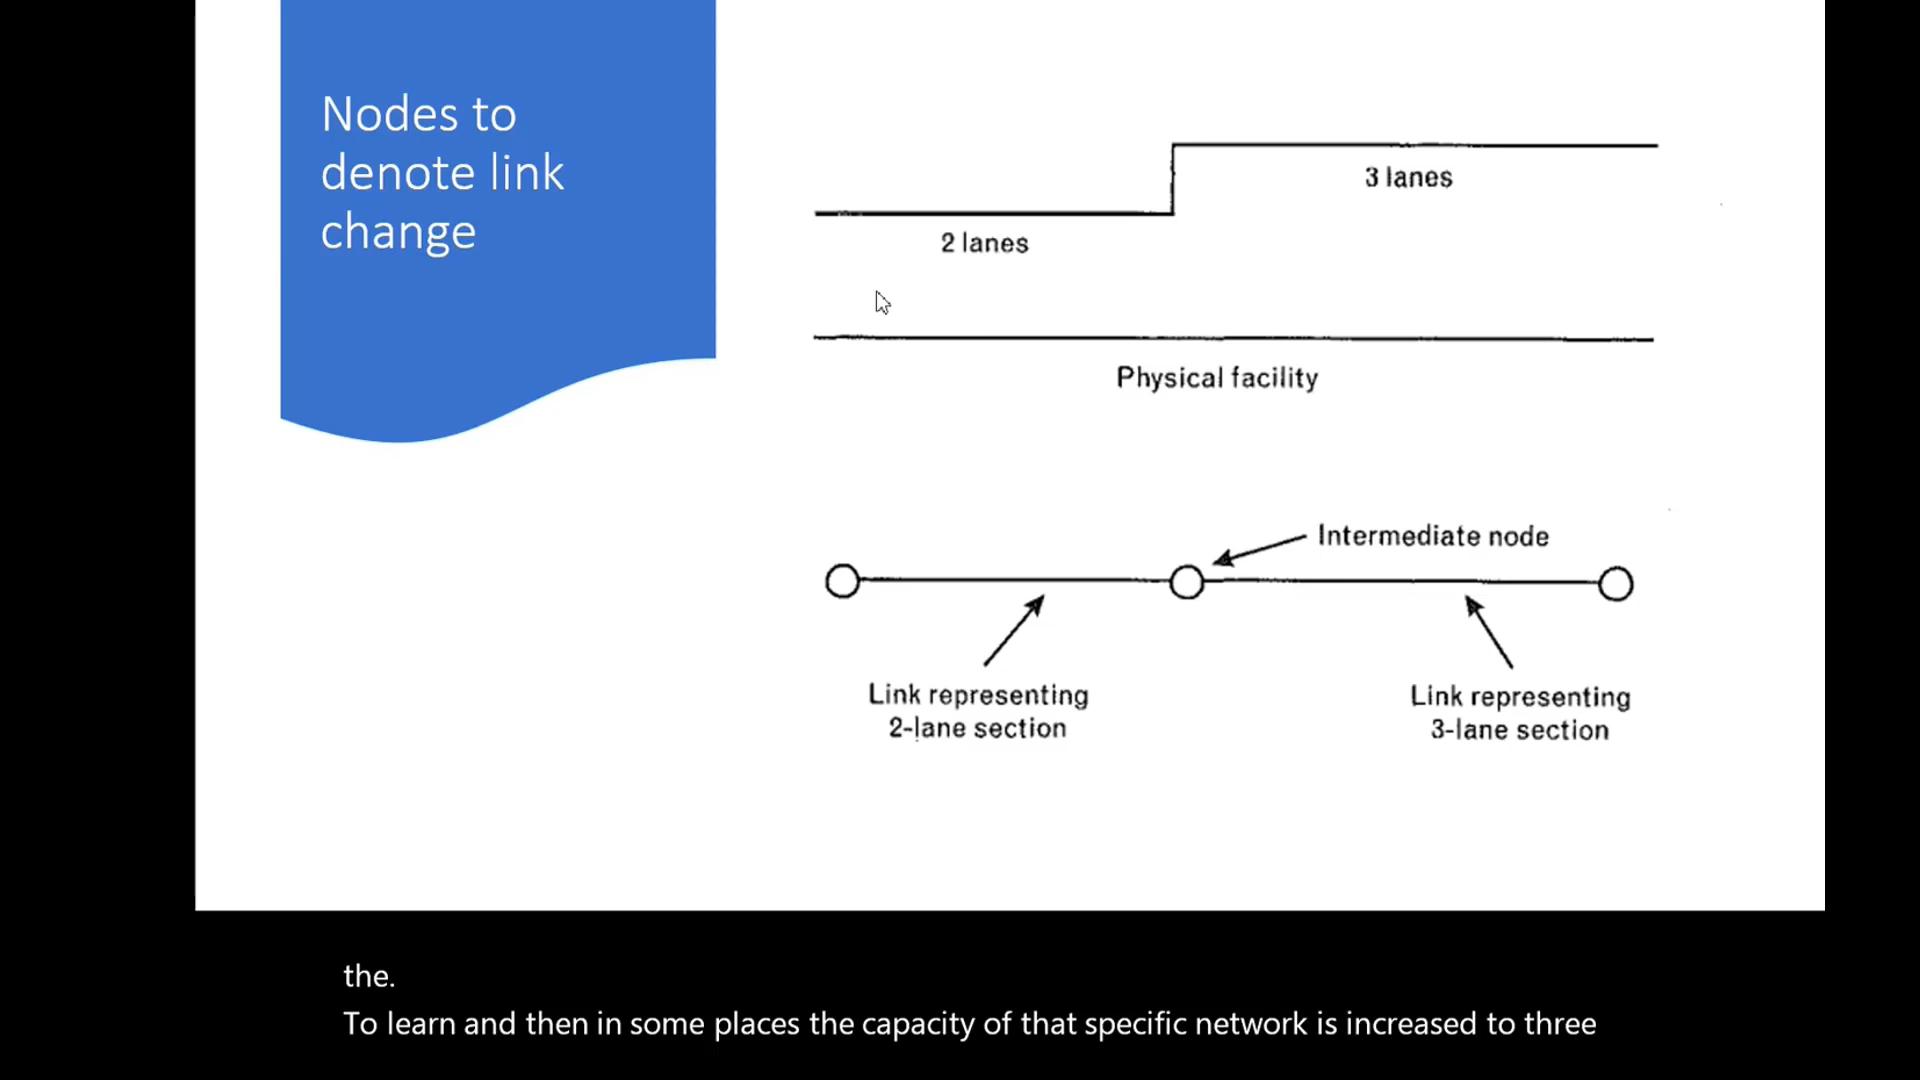 Nodes to
denote link
change
3 lanes
2 lanes
Physical facility
Intermediate node
Link representing
2-lane section
Link representing
3-lane section
the.
To learn and then in some places the capacity of that specific network is increased to three